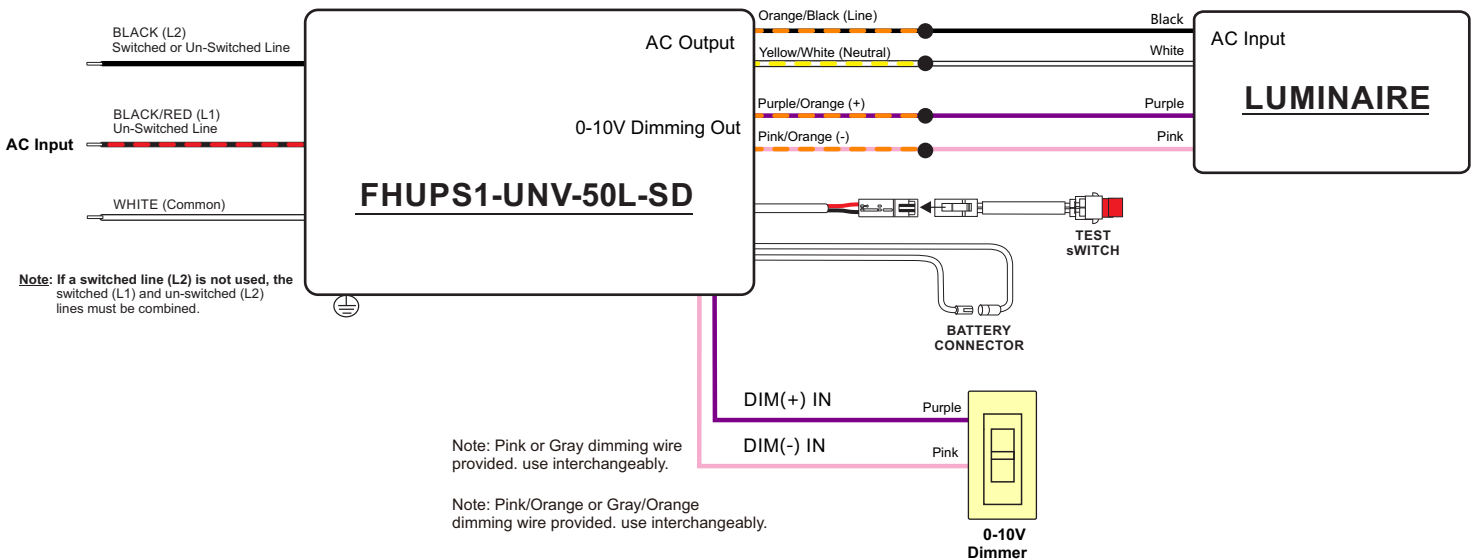 BLACK (L2)
Switched or Un-Switched Line
BLACK/RED (L1)
Un-Switched Line
AC Input
WHITE (Common)
Note: If a switched line (L2) is not used, the
switched (L1) and un-switched (L2)
lines must be combined.
AC Output
0-10V Dimming Out
FHUPS1-UNV-50L-SD
Orange/Black (Line)
Yellow/White (Neutral)
Purple/Orange (+)
Pink/Orange (-)
Black
White
Purple
Pink
AC Input
LUMINAIRE
TEST
sWITCH
BATTERY
CONNECTOR
DIM(+) IN
Purple
DIM(-) IN
Pink
Note: Pink or Gray dimming wire
provided. use interchangeably.
Note: Pink/Orange or Gray/Orange
dimming wire provided. use interchangeably.
0-10V
Dimmer